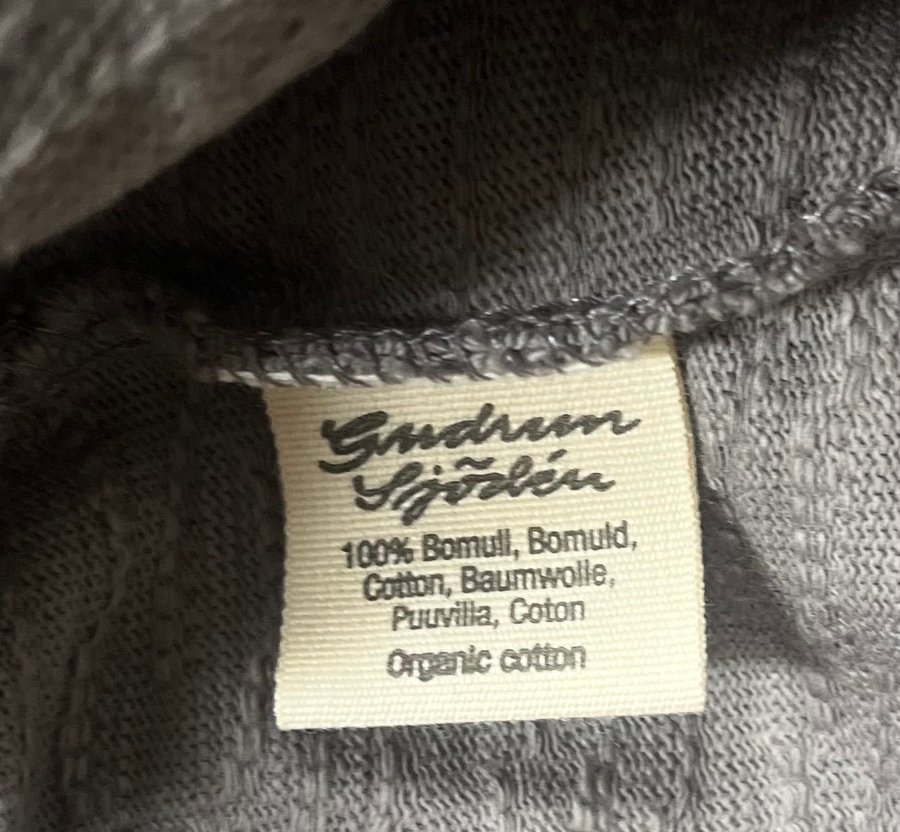 Gudrun
Sjödén
100% Bomull, Bomuld,
Cotton, Baumwolle,
Puuvilla, Coton
Organic cotton